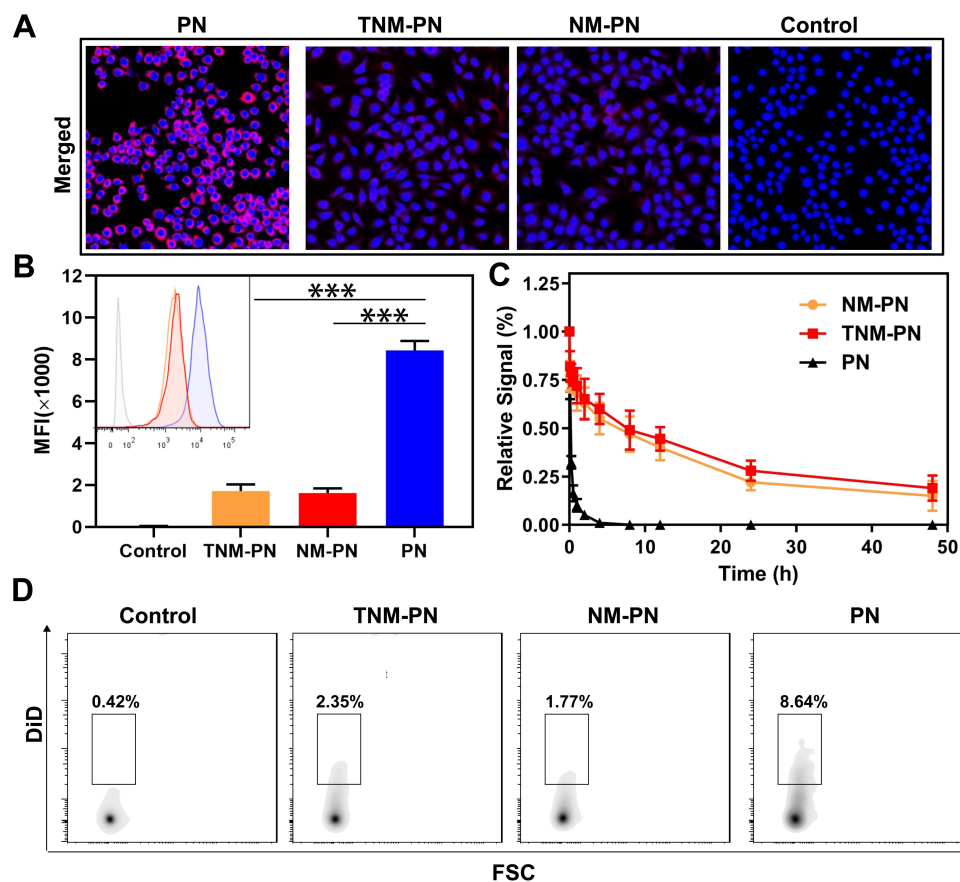 A
PN TNM-PN NM-PN Control
Merged
B
MFI(×1000)
12
10
8
6
4
2
0
***
***
0 10² 10³ 10⁴ 10⁵
Control TNM-PN NM-PN PN
C
Relative Signal (%)
1.25
1.00
0.75
0.50
0.25
0.00
NM-PN
TNM-PN
PN
0 10 20 30 40 50
Time (h)
D
Control TNM-PN NM-PN PN
DiD
0.42% 2.35% 1.77% 8.64%
FSC